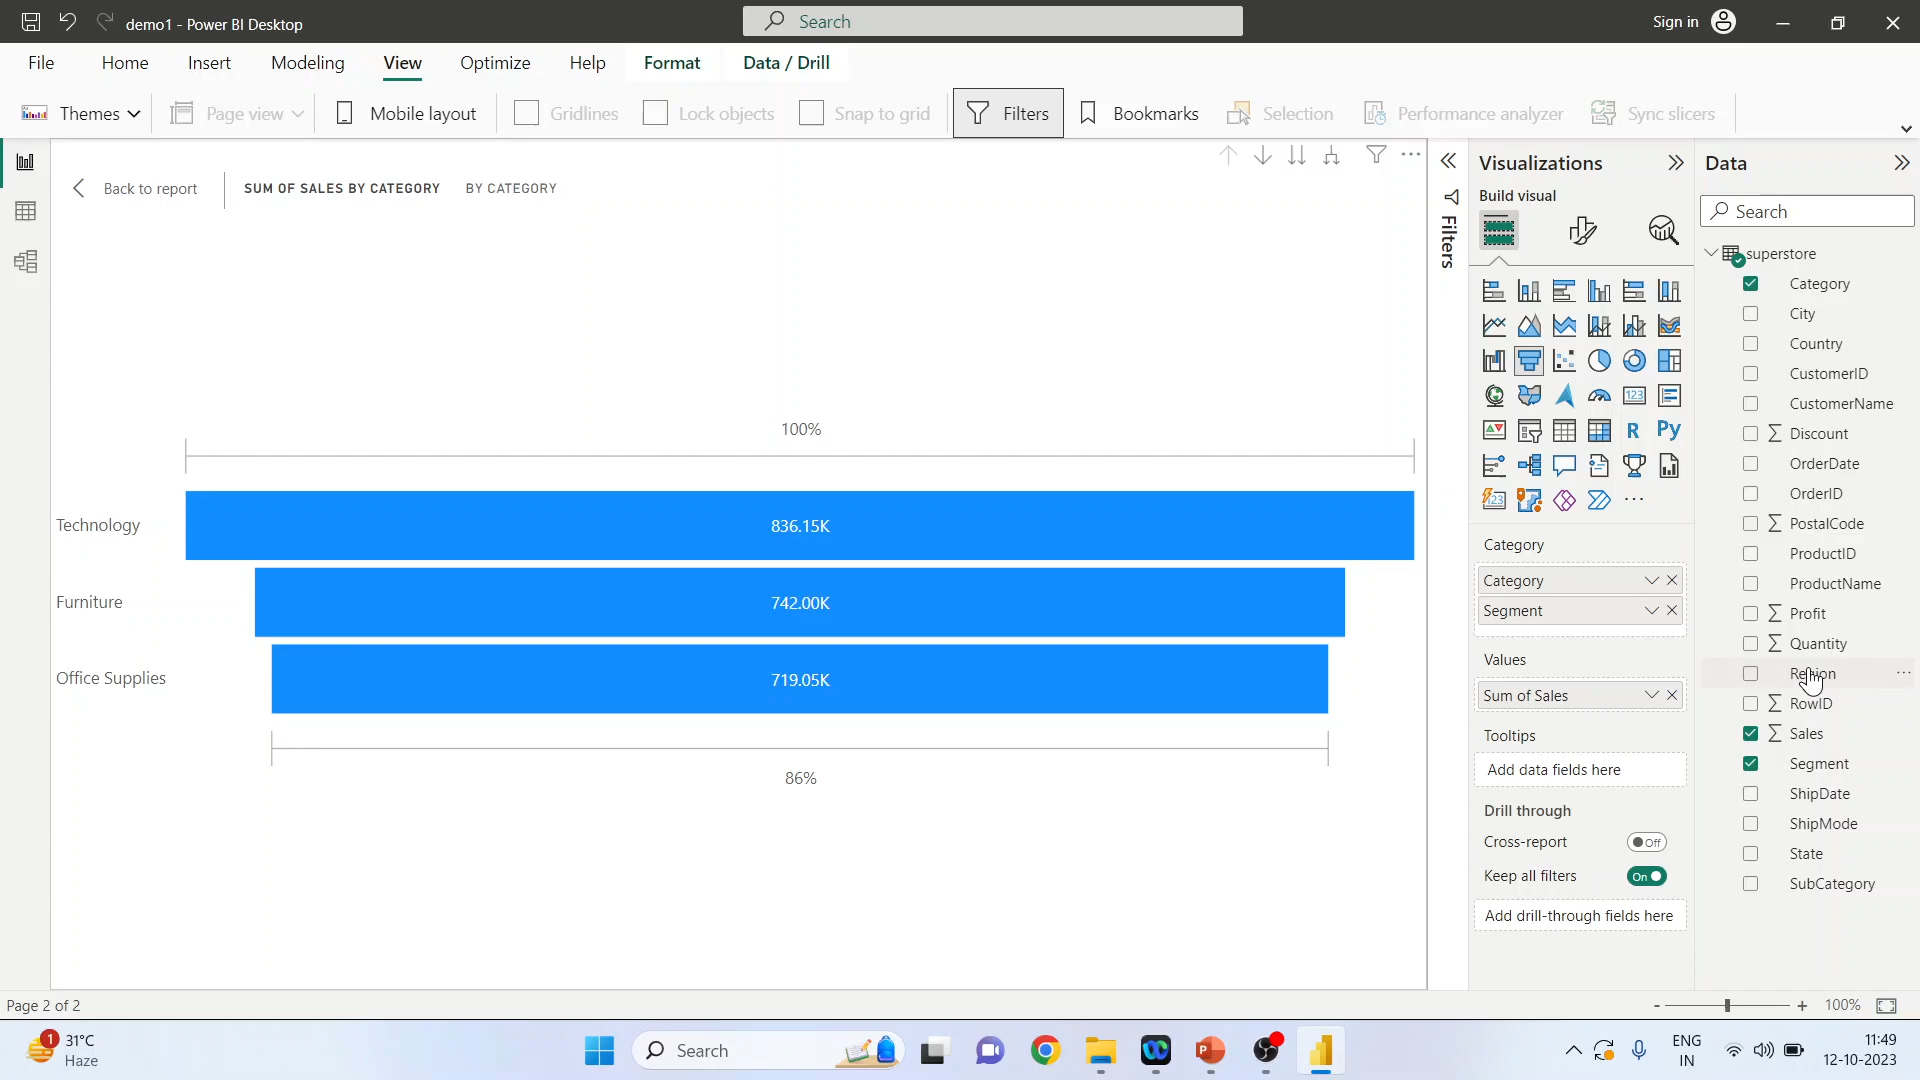 demo1 - Power BI Desktop
Search
Sign in
File Home Insert Modeling View Optimize Help Format Data / Drill
Themes Page view Mobile layout Gridlines Lock objects Snap to grid Filters Bookmarks Selection Performance analyzer Sync slicers
Back to report SUM OF SALES BY CATEGORY BY CATEGORY
100%
Technology 836.15K
Furniture 742.00K
Office Supplies 719.05K
86%
Filters
Visualizations
Build visual
123
R Py
123
Category
Category
Segment
Values
Sum of Sales
Tooltips
Add data fields here
Drill through
Cross-report Off
Keep all filters On
Add drill-through fields here
Data
Search
superstore
Category
City
Country
CustomerID
CustomerName
Σ Discount
OrderDate
OrderID
Σ PostalCode
ProductID
ProductName
Σ Profit
Σ Quantity
Region
Σ RowID
Σ Sales
Segment
ShipDate
ShipMode
State
SubCategory
Page 2 of 2
- + 100%
1 31°C
Haze
Search
P
ENG
IN
11:49
12-10-2023